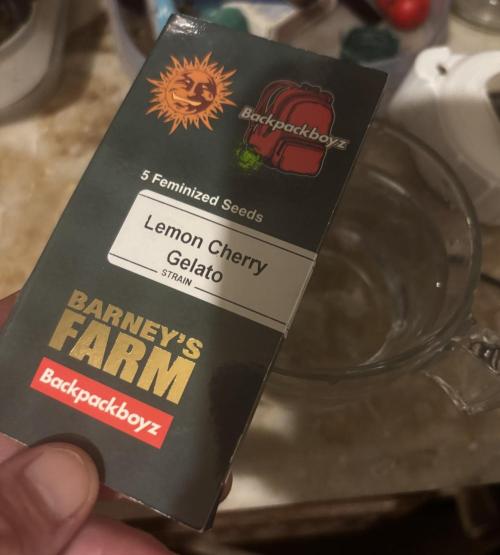 Backpackboyz
5 Feminized Seeds
Lemon Cherry
Gelato
STRAIN
BARNEY'S
FARM
Backpackboyz